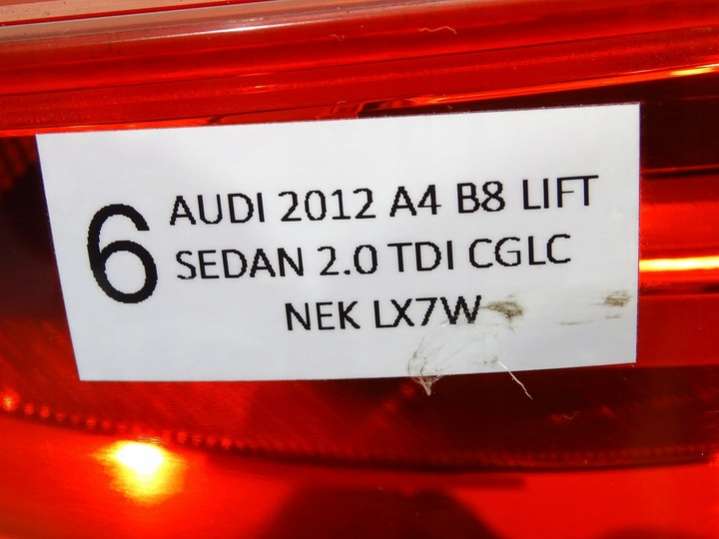 6
AUDI 2012 A4 B8 LIFT
SEDAN 2.0 TDI CGLC
NEK LX7W